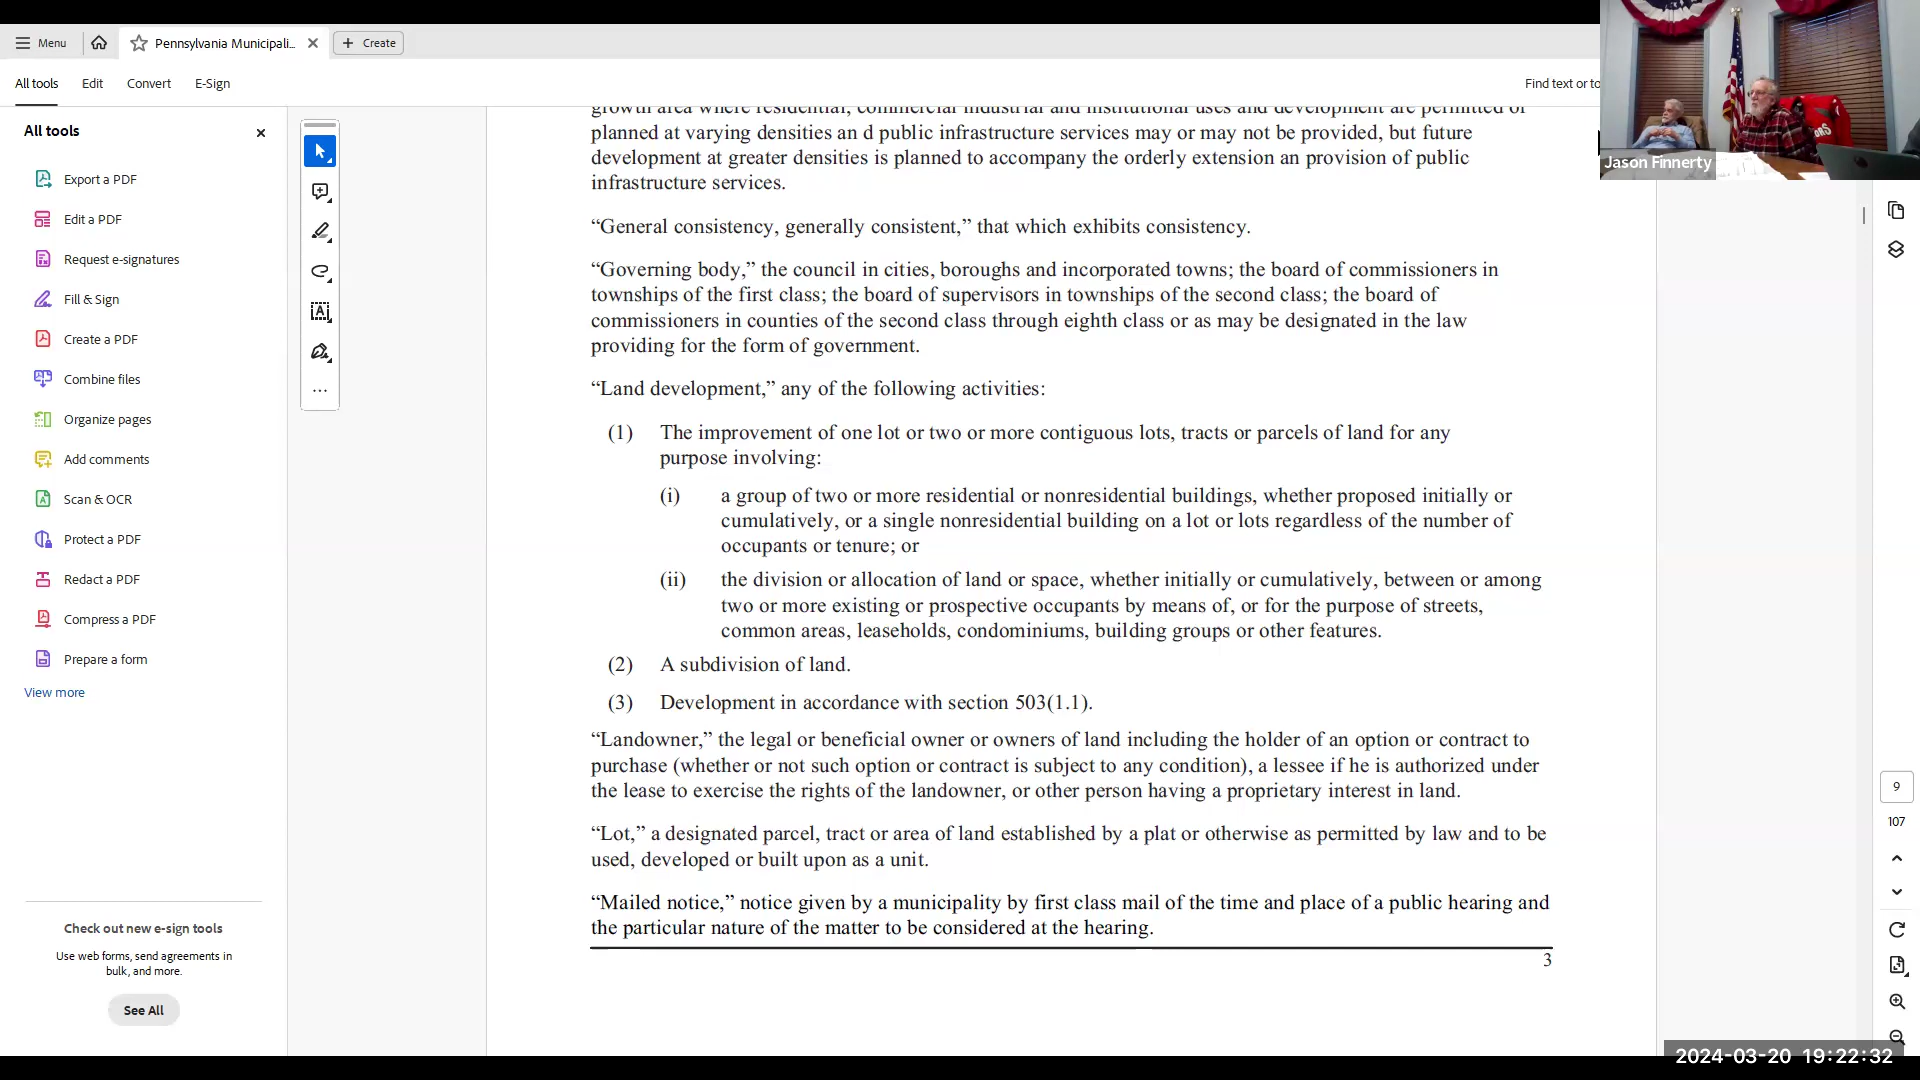 Menu
Pennsylvania Municipali...
Create
All tools
Edit
Convert
E-Sign
Find text or to
All tools
Export a PDF
Edit a PDF
Request e-signatures
Fill & Sign
Create a PDF
Combine files
Organize pages
Add comments
Scan & OCR
Protect a PDF
Redact a PDF
Compress a PDF
Prepare a form
View more
Check out new e-sign tools
Use web forms, send agreements in
bulk, and more.
See All
growth area where residential, commercial industrial and institutional uses and development are permitted or
planned at varying densities an d public infrastructure services may or may not be provided, but future
development at greater densities is planned to accompany the orderly extension an provision of public
infrastructure services.
“General consistency, generally consistent,” that which exhibits consistency.
“Governing body,” the council in cities, boroughs and incorporated towns; the board of commissioners in
townships of the first class; the board of supervisors in townships of the second class; the board of
commissioners in counties of the second class through eighth class or as may be designated in the law
providing for the form of government.
“Land development,” any of the following activities:
(1) The improvement of one lot or two or more contiguous lots, tracts or parcels of land for any
purpose involving:
(i) a group of two or more residential or nonresidential buildings, whether proposed initially or
cumulatively, or a single nonresidential building on a lot or lots regardless of the number of
occupants or tenure; or
(ii) the division or allocation of land or space, whether initially or cumulatively, between or among
two or more existing or prospective occupants by means of, or for the purpose of streets,
common areas, leaseholds, condominiums, building groups or other features.
(2) A subdivision of land.
(3) Development in accordance with section 503(1.1).
“Landowner,” the legal or beneficial owner or owners of land including the holder of an option or contract to
purchase (whether or not such option or contract is subject to any condition), a lessee if he is authorized under
the lease to exercise the rights of the landowner, or other person having a proprietary interest in land.
“Lot,” a designated parcel, tract or area of land established by a plat or otherwise as permitted by law and to be
used, developed or built upon as a unit.
“Mailed notice,” notice given by a municipality by first class mail of the time and place of a public hearing and
the particular nature of the matter to be considered at the hearing.
3
Jason Finnerty
9
107
2024-03-20 19:22:32